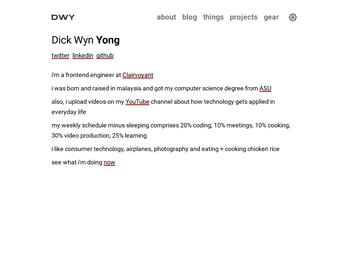 DWY about blog things projects gear
Dick Wyn Yong
twitter linkedin github
i'm a frontend engineer at Clairvoyant
i was born and raised in malaysia and got my computer science degree from ASU
also, i upload videos on my YouTube channel about how technology gets applied in
everyday life
my weekly schedule minus sleeping comprises 20% coding, 10% meetings, 10% cooking,
30% video production, 25% learning
i like consumer technology, airplanes, photography and eating + cooking chicken rice
see what i'm doing now